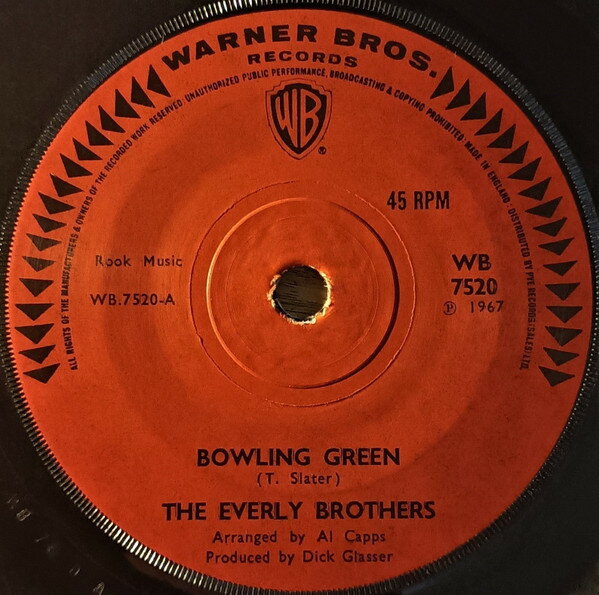 WARNER BROS.
RECORDS
ALL RIGHTS OF THE MANUFACTURERS & OWNERS OF THE RECORDED WORK RESERVED·UNAUTHORIZED PUBLIC PERFORMANCE, BROADCASTING & COPYING PROHIBITED·MADE IN ENGLAND·DISTRIBUTED BY PYE RECORDS (SALES) LTD.
WB
®
45 RPM
Rook Music
WB
7520
WB.7520-A
℗ 1967
BOWLING GREEN
(T. Slater)
THE EVERLY BROTHERS
Arranged by Al Capps
Produced by Dick Glasser